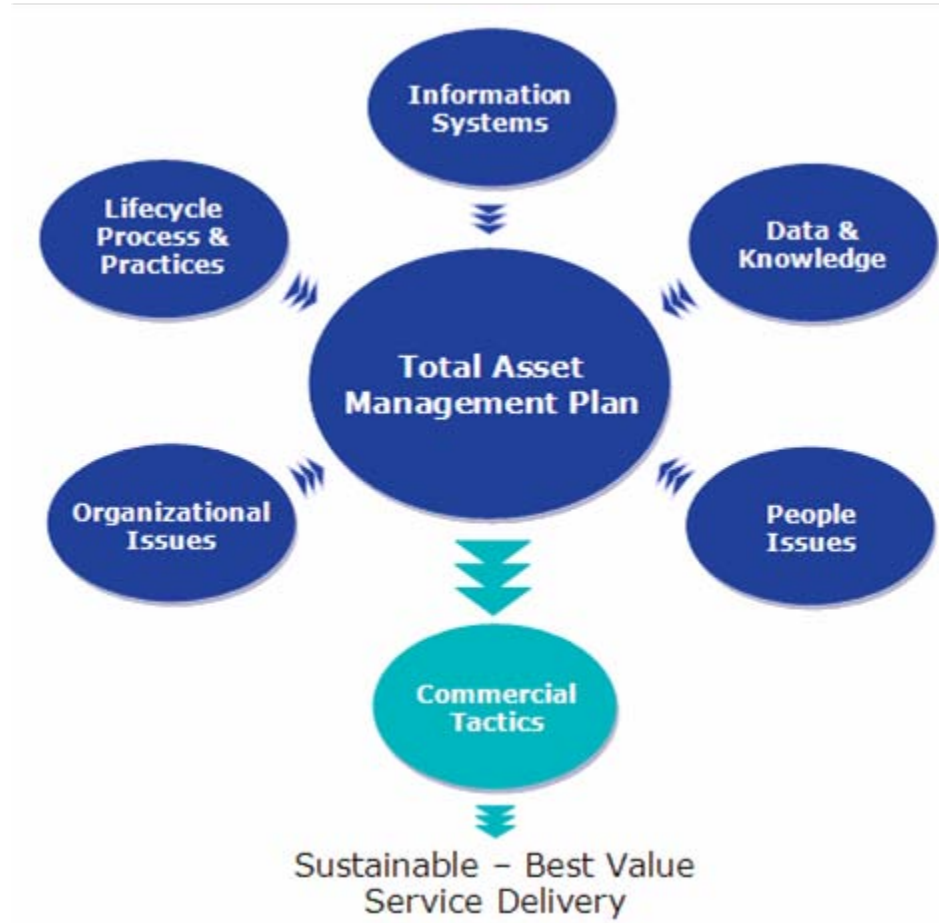 Information
Systems
Lifecycle
Process &
Practices
Data &
Knowledge
Total Asset
Management Plan
Organizational
Issues
People
Issues
Commercial
Tactics
Sustainable – Best Value
Service Delivery